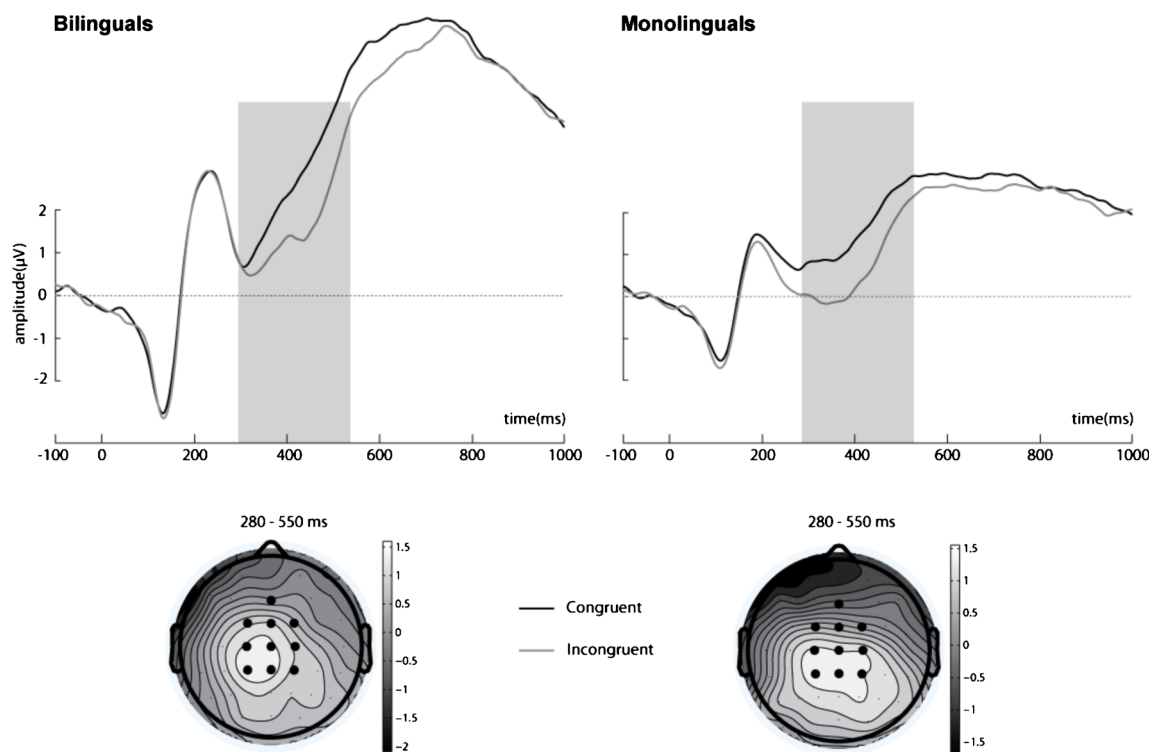 Bilinguals
Monolinguals
2
1
0
-1
-2
amplitude(µV)
time(ms)
time(ms)
-100 0 200 400 600 800 1000
-100 0 200 400 600 800 1000
280 - 550 ms
280 - 550 ms
1.5
1
0.5
0
−0.5
−1
−1.5
−2
Congruent
Incongruent
1.5
1
0.5
0
−0.5
−1
−1.5